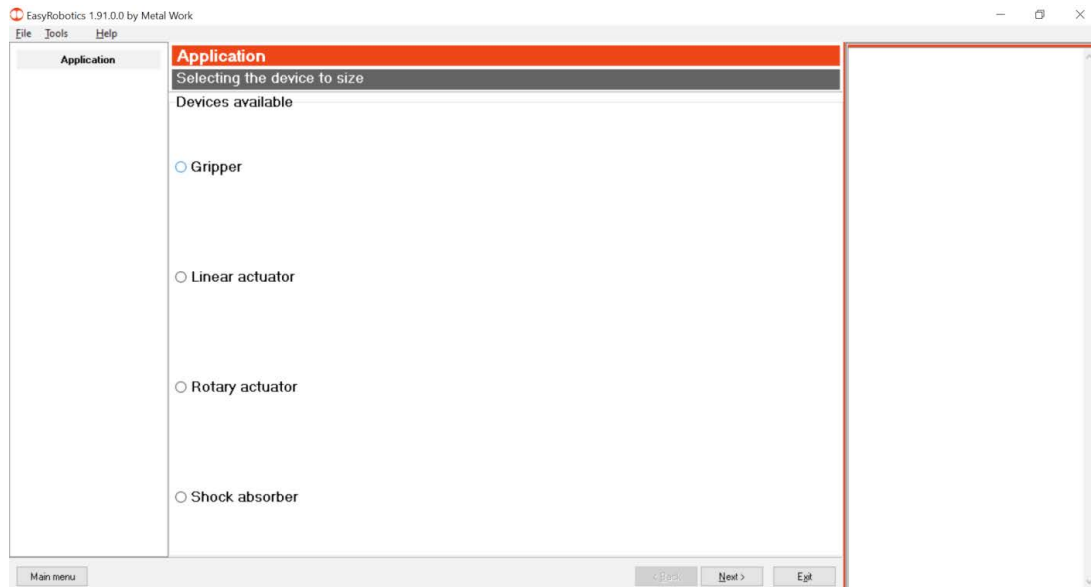 EasyRobotics 1.91.0.0 by Metal Work
File Tools Help
Application
Application
Selecting the device to size
Devices available
Gripper
Linear actuator
Rotary actuator
Shock absorber
Main menu
< Back Next > Exit